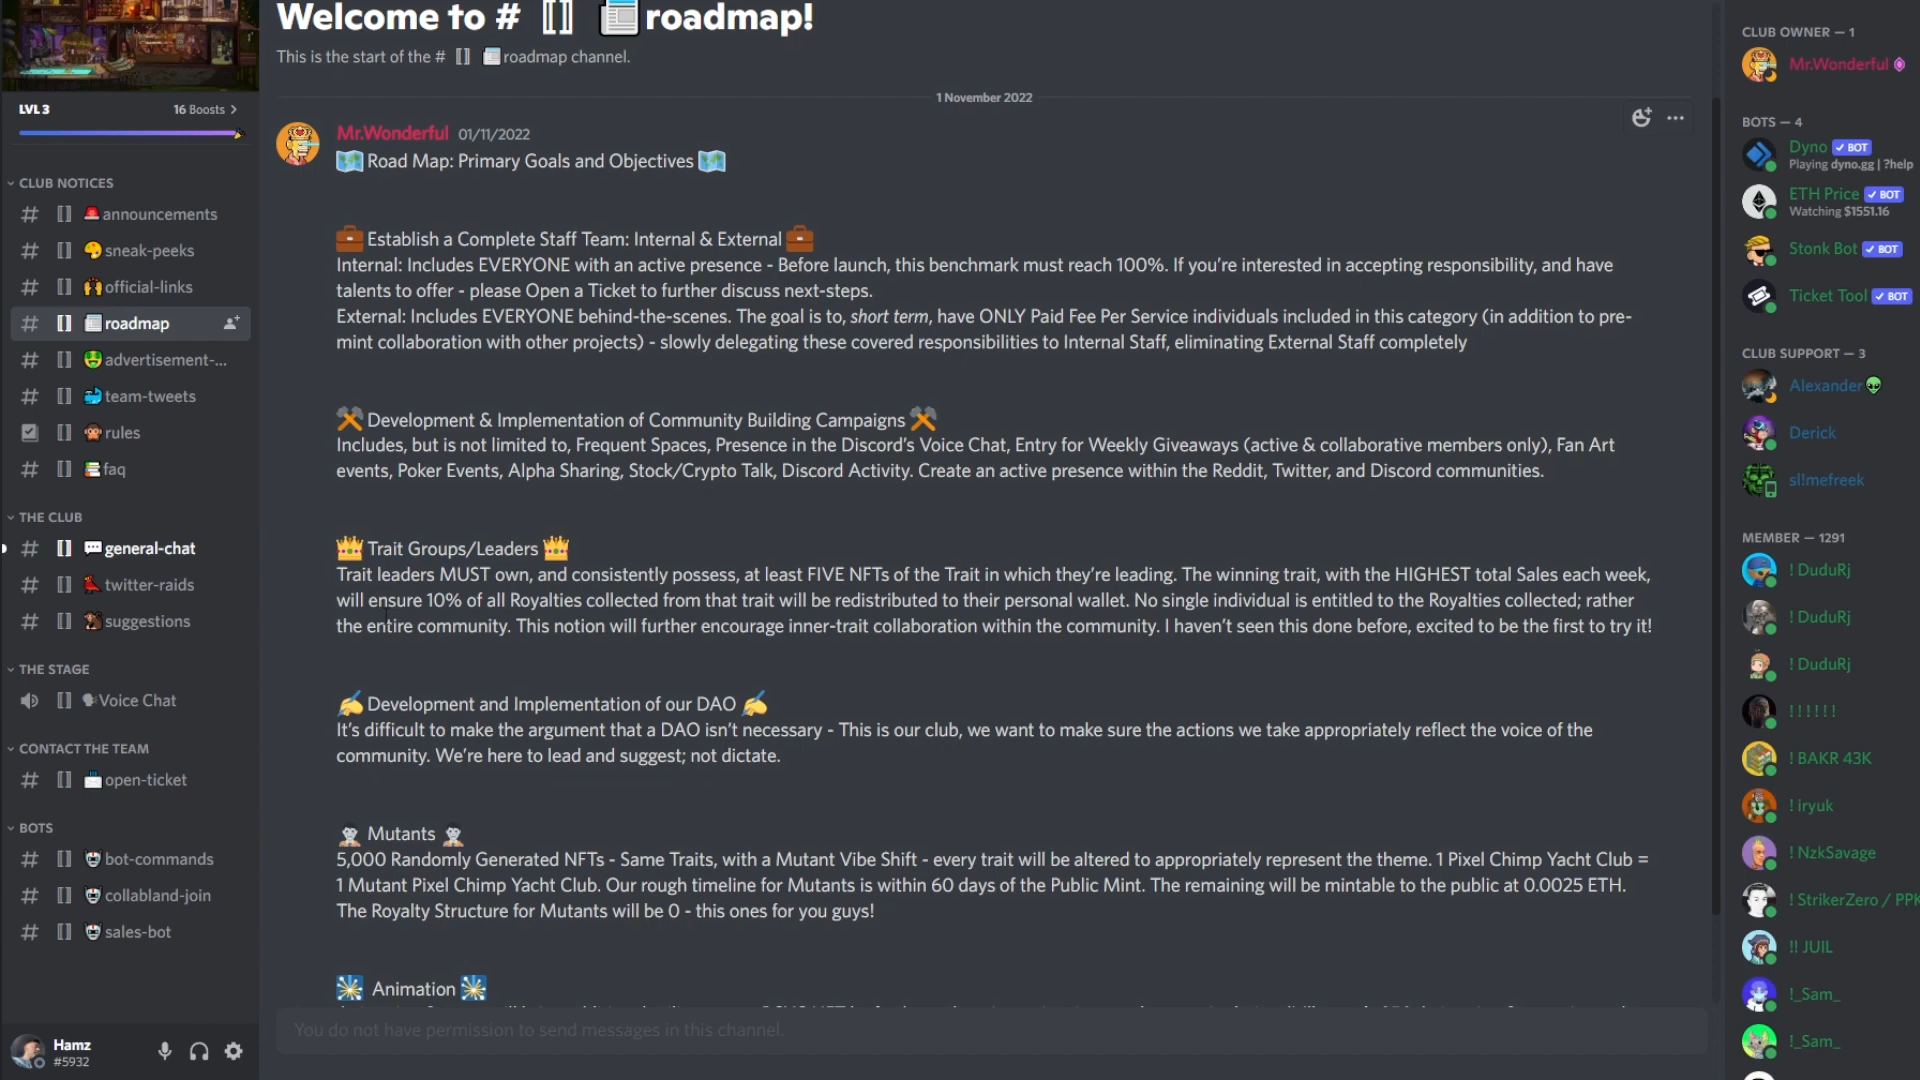 LVL 3 16 Boosts
CLUB NOTICES
announcements
sneak-peeks
official-links
roadmap
advertisement-...
team-tweets
rules
faq
THE CLUB
general-chat
twitter-raids
suggestions
THE STAGE
Voice Chat
CONTACT THE TEAM
open-ticket
BOTS
bot-commands
collabland-join
sales-bot
Hamz
#5932
Welcome to # [] roadmap!
This is the start of the # [] roadmap channel.
1 November 2022
Mr.Wonderful 01/11/2022
Road Map: Primary Goals and Objectives
Establish a Complete Staff Team: Internal & External
Internal: Includes EVERYONE with an active presence - Before launch, this benchmark must reach 100%. If you're interested in accepting responsibility, and have
talents to offer - please Open a Ticket to further discuss next-steps.
External: Includes EVERYONE behind-the-scenes. The goal is to, short term, have ONLY Paid Fee Per Service individuals included in this category (in addition to pre-
mint collaboration with other projects) - slowly delegating these covered responsibilities to Internal Staff, eliminating External Staff completely
Development & Implementation of Community Building Campaigns
Includes, but is not limited to, Frequent Spaces, Presence in the Discord's Voice Chat, Entry for Weekly Giveaways (active & collaborative members only), Fan Art
events, Poker Events, Alpha Sharing, Stock/Crypto Talk, Discord Activity. Create an active presence within the Reddit, Twitter, and Discord communities.
Trait Groups/Leaders
Trait leaders MUST own, and consistently possess, at least FIVE NFTs of the Trait in which they're leading. The winning trait, with the HIGHEST total Sales each week,
will ensure 10% of all Royalties collected from that trait will be redistributed to their personal wallet. No single individual is entitled to the Royalties collected; rather
the entire community. This notion will further encourage inner-trait collaboration within the community. I haven't seen this done before, excited to be the first to try it!
Development and Implementation of our DAO
It's difficult to make the argument that a DAO isn't necessary - This is our club, we want to make sure the actions we take appropriately reflect the voice of the
community. We're here to lead and suggest; not dictate.
Mutants
5,000 Randomly Generated NFTs - Same Traits, with a Mutant Vibe Shift - every trait will be altered to appropriately represent the theme. 1 Pixel Chimp Yacht Club =
1 Mutant Pixel Chimp Yacht Club. Our rough timeline for Mutants is within 60 days of the Public Mint. The remaining will be mintable to the public at 0.0025 ETH.
The Royalty Structure for Mutants will be 0 - this ones for you guys!
Animation
You do not have permission to send messages in this channel.
CLUB OWNER — 1
Mr.Wonderful
BOTS — 4
Dyno BOT
Playing dyno.gg | ?help
ETH Price BOT
Watching $1551.16
Stonk Bot BOT
Ticket Tool BOT
CLUB SUPPORT — 3
Alexander
Derick
sl!mefreek
MEMBER — 1291
! DuduRj
! DuduRj
! DuduRj
! ! ! ! ! !
! BAKR 43K
! iryuk
! NzkSavage
! StrikerZero / PPK
!! JUIL
!_Sam_
!_Sam_